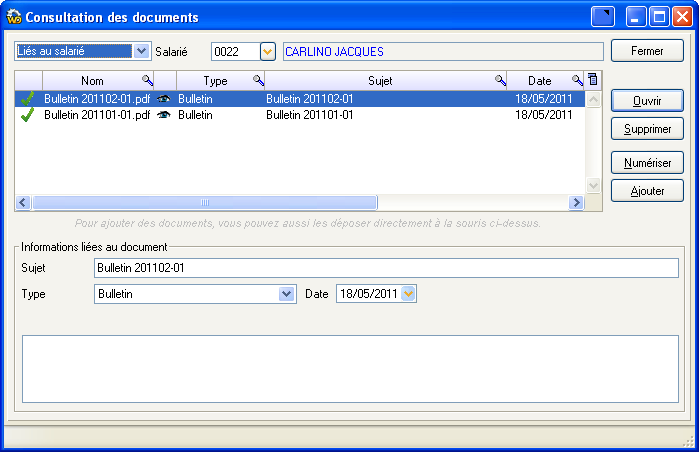 Consultation des documents
Liés au salarié Salarié 0022 CARLINO JACQUES Fermer
Nom Type Sujet Date
Bulletin 201102-01.pdf Bulletin Bulletin 201102-01 18/05/2011
Bulletin 201101-01.pdf Bulletin Bulletin 201101-01 18/05/2011
Ouvrir
Supprimer
Numériser
Ajouter
Pour ajouter des documents, vous pouvez aussi les déposer directement à la souris ci-dessus.
Informations liées au document
Sujet Bulletin 201102-01
Type Bulletin Date 18/05/2011